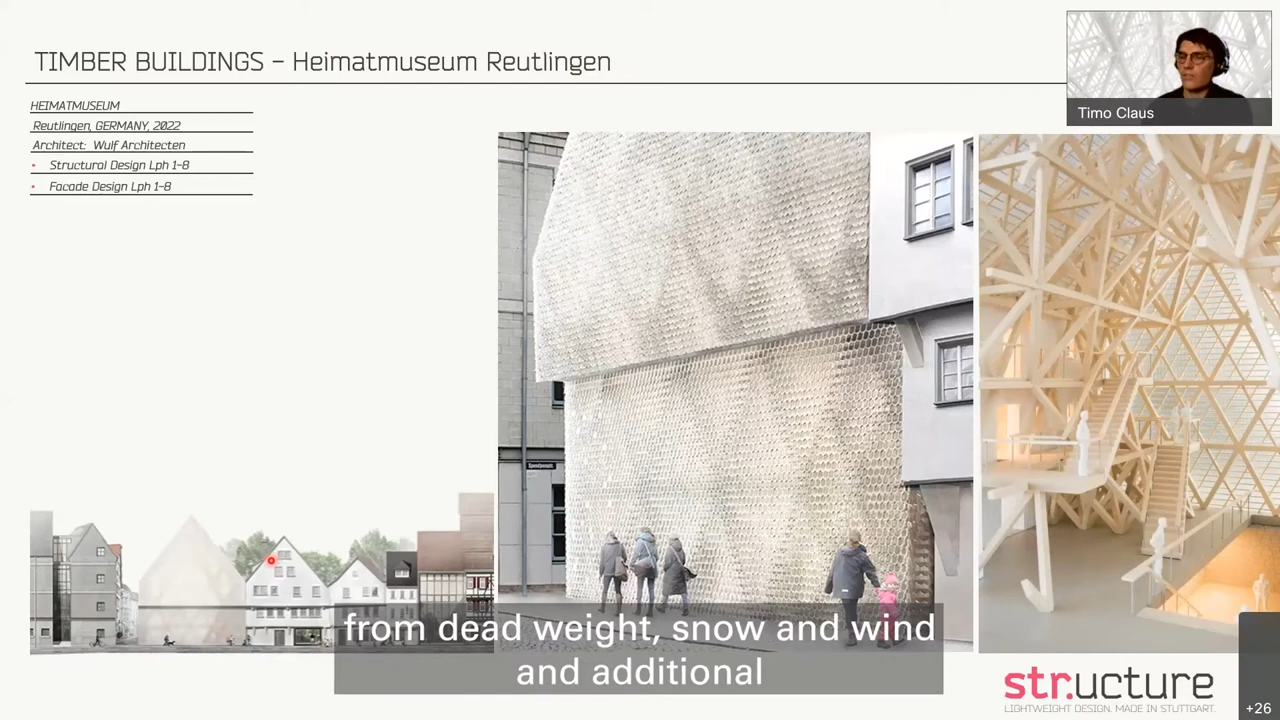 TIMBER BUILDINGS – Heimatmuseum Reutlingen
Timo Claus
HEIMATMUSEUM
Reutlingen, GERMANY, 2022
Architect: Wulf Architecten
• Structural Design Lph 1-8
• Facade Design Lph 1-8
from dead weight, snow and wind
and additional
str.ucture
LIGHTWEIGHT DESIGN. MADE IN STUTTGART.
+26